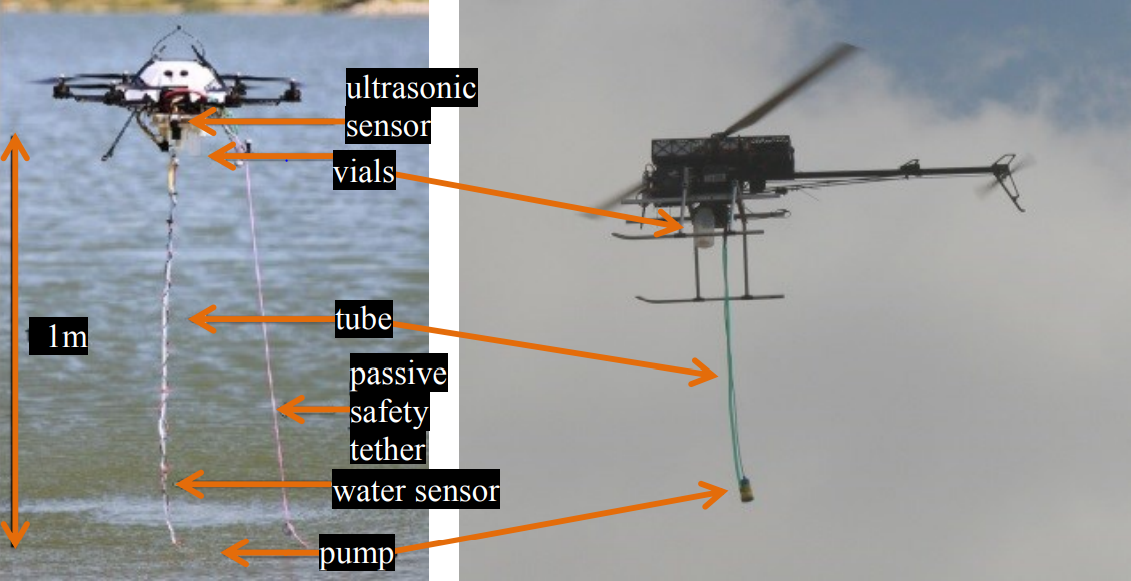 ultrasonic
sensor
vials
tube
1m
passive
safety
tether
water sensor
pump